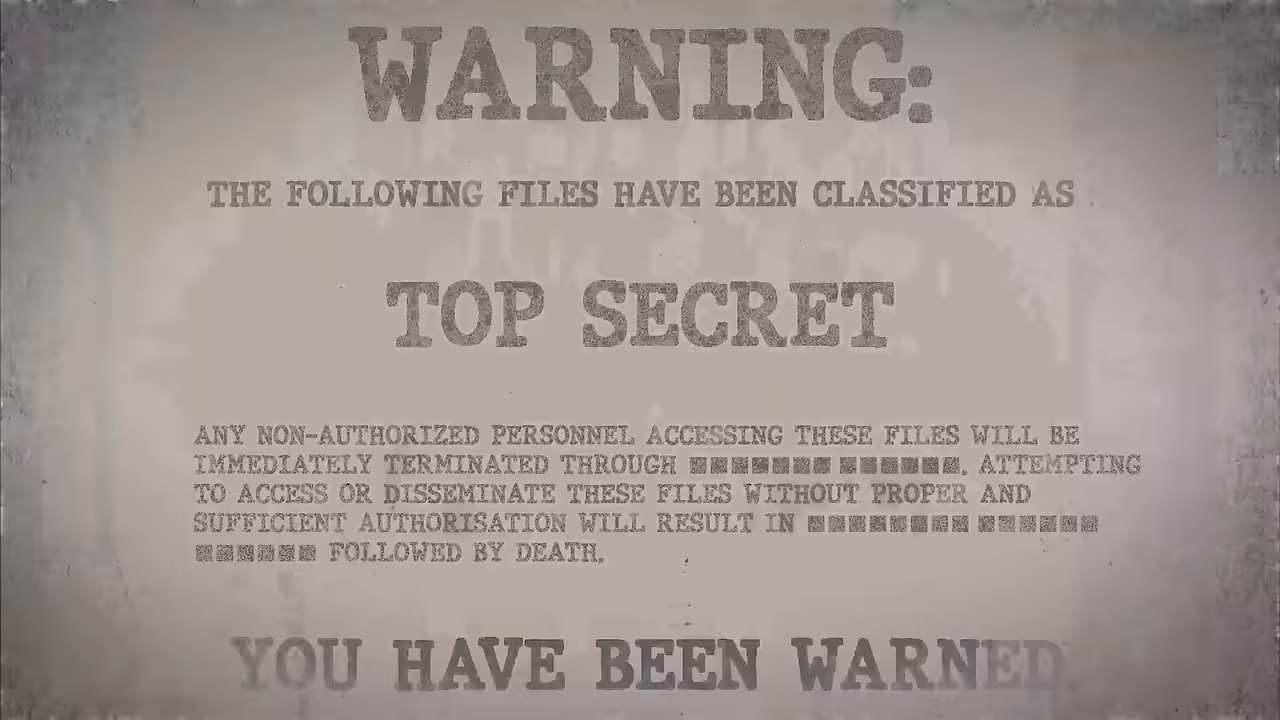 WARNING:
THE FOLLOWING FILES HAVE BEEN CLASSIFIED AS
TOP SECRET
ANY NON-AUTHORIZED PERSONNEL ACCESSING THESE FILES WILL BE
IMMEDIATELY TERMINATED THROUGH ■■■■■■■ ■■■■■■. ATTEMPTING
TO ACCESS OR DISSEMINATE THESE FILES WITHOUT PROPER AND
SUFFICIENT AUTHORISATION WILL RESULT IN ■■■■■■■■ ■■■■■■
■■■■■■ FOLLOWED BY DEATH.
YOU HAVE BEEN WARNED.